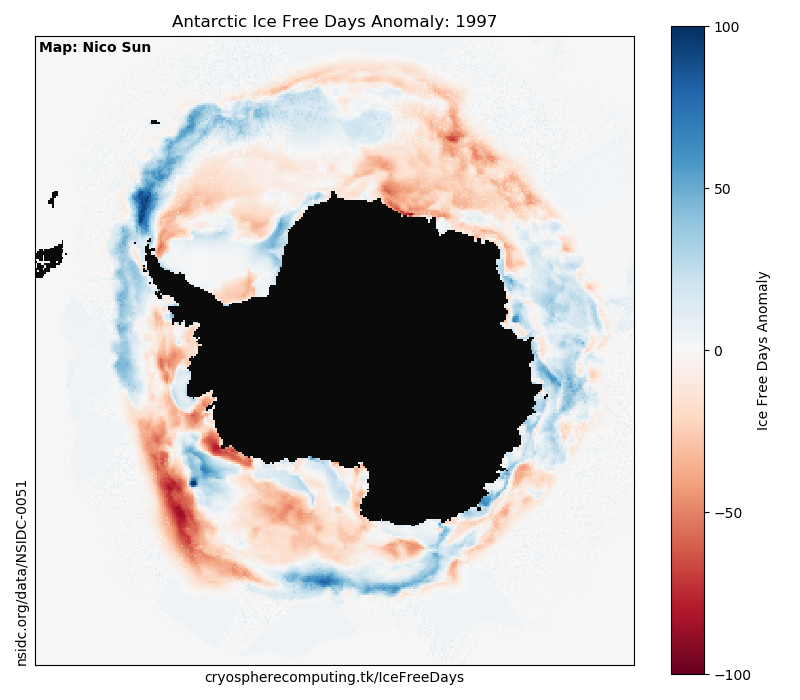 Antarctic Ice Free Days Anomaly: 1997
Map: Nico Sun
100
50
0
−50
−100
Ice Free Days Anomaly
nsidc.org/data/NSIDC-0051
cryospherecomputing.tk/IceFreeDays